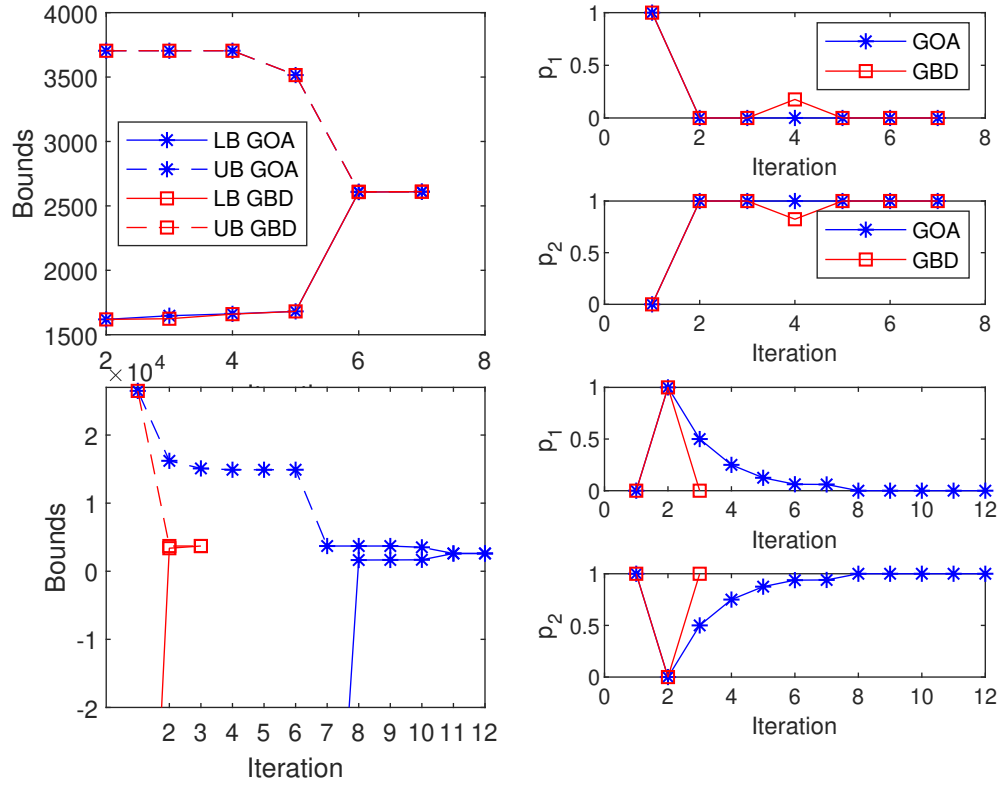 4000
3500
3000
2500
2000
1500
Bounds
LB GOA
UB GOA
LB GBD
UB GBD
2 4 6 8
1
0.5
0
p1
GOA
GBD
0 2 4 6 8
Iteration
1
0.5
0
p2
GOA
GBD
0 2 4 6 8
Iteration
× 10^4
2
1
0
-1
-2
Bounds
2 3 4 5 6 7 8 9 10 11 12
Iteration
1
0.5
0
p1
0 2 4 6 8 10 12
Iteration
1
0.5
0
p2
0 2 4 6 8 10 12
Iteration